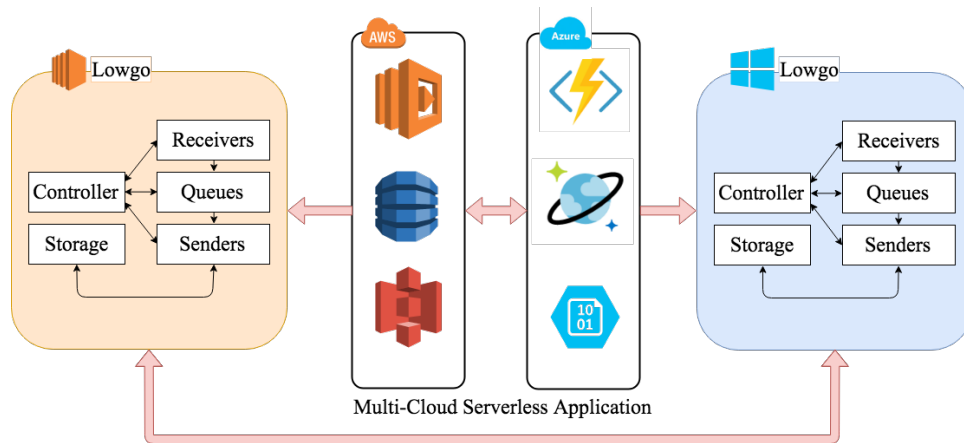 AWS
Azure
Lowgo
Lowgo
Receivers
Controller
Queues
Storage
Senders
Receivers
Controller
Queues
Storage
Senders
10
01
Multi-Cloud Serverless Application